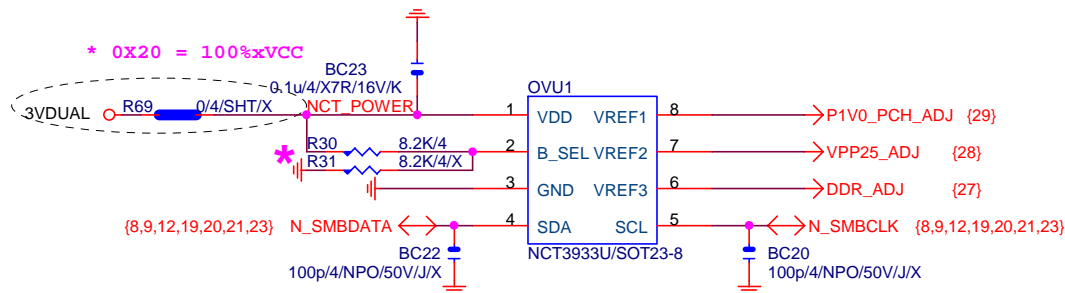 * 0X20 = 100%xVCC
BC23
0.1u/4/X7R/16V/K
OVU1
3VDUAL
R69
0/4/SHT/X
NCT_POWER
1
VDD
VREF1
8
P1V0_PCH_ADJ {29}
R30
8.2K/4
2
B_SEL
VREF2
7
VPP25_ADJ {28}
*
R31
8.2K/4/X
3
GND
VREF3
6
DDR_ADJ {27}
{8,9,12,19,20,21,23} N_SMBDATA
4
SDA
SCL
5
N_SMBCLK {8,9,12,19,20,21,23}
BC22
100p/4/NPO/50V/J/X
NCT3933U/SOT23-8
BC20
100p/4/NPO/50V/J/X